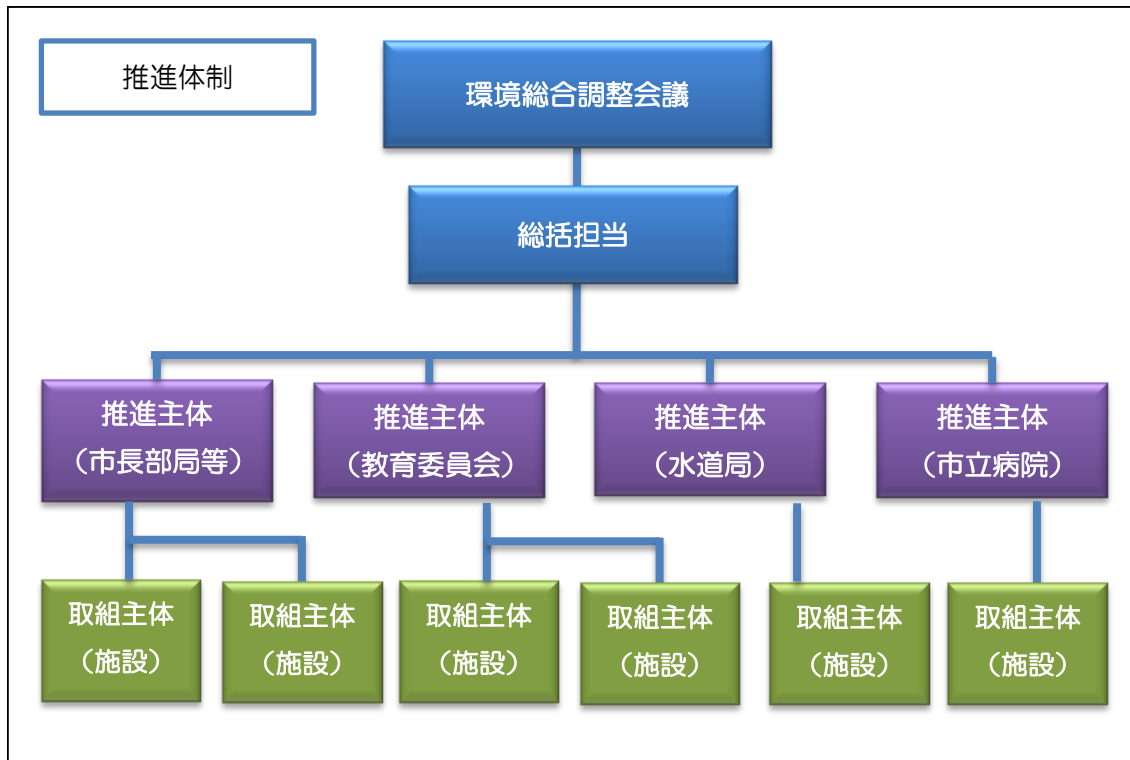 推進体制
環境総合調整会議
総括担当
推進主体
（市長部局等）
推進主体
（教育委員会）
推進主体
（水道局）
推進主体
（市立病院）
取組主体
（施設）
取組主体
（施設）
取組主体
（施設）
取組主体
（施設）
取組主体
（施設）
取組主体
（施設）